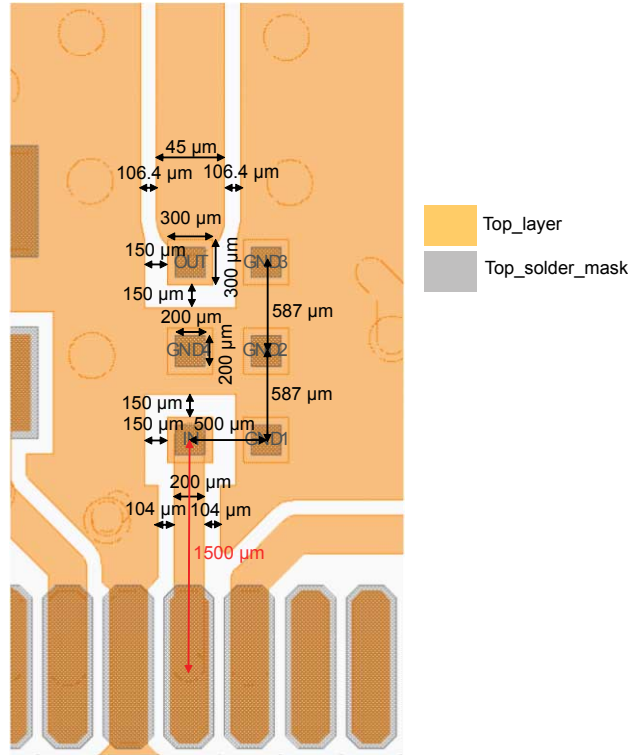 45 µm
106.4 µm
106.4 µm
300 µm
150 µm
OUT
300 µm
GND3
150 µm
587 µm
200 µm
GND4
200 µm
GND2
587 µm
150 µm
150 µm
500 µm
IN
GND1
200 µm
104 µm
104 µm
1500 µm
Top_layer
Top_solder_mask